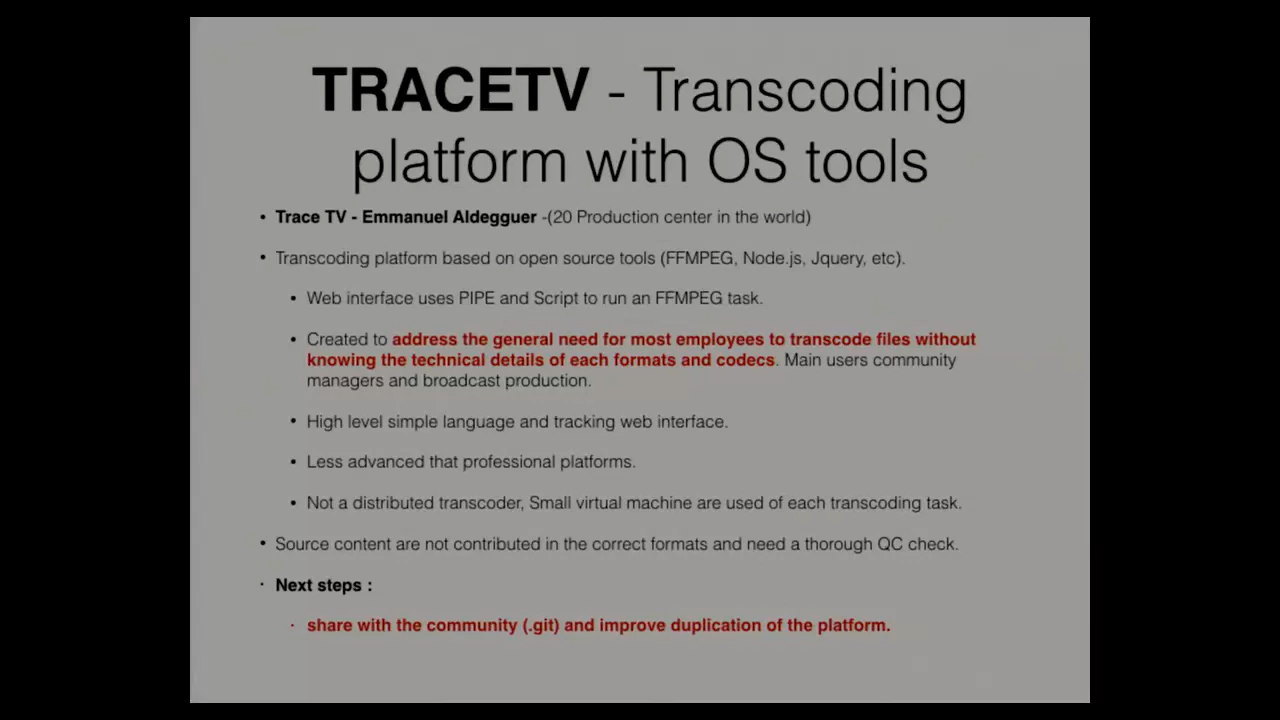 TRACETV - Transcoding
platform with OS tools
• Trace TV - Emmanuel Aldegguer -(20 Production center in the world)
• Transcoding platform based on open source tools (FFMPEG, Node.js, Jquery, etc).
• Web interface uses PIPE and Script to run an FFMPEG task.
• Created to address the general need for most employees to transcode files without
knowing the technical details of each formats and codecs. Main users community
managers and broadcast production.
• High level simple language and tracking web interface.
• Less advanced that professional platforms.
• Not a distributed transcoder, Small virtual machine are used of each transcoding task.
• Source content are not contributed in the correct formats and need a thorough QC check.
• Next steps :
• share with the community (.git) and improve duplication of the platform.